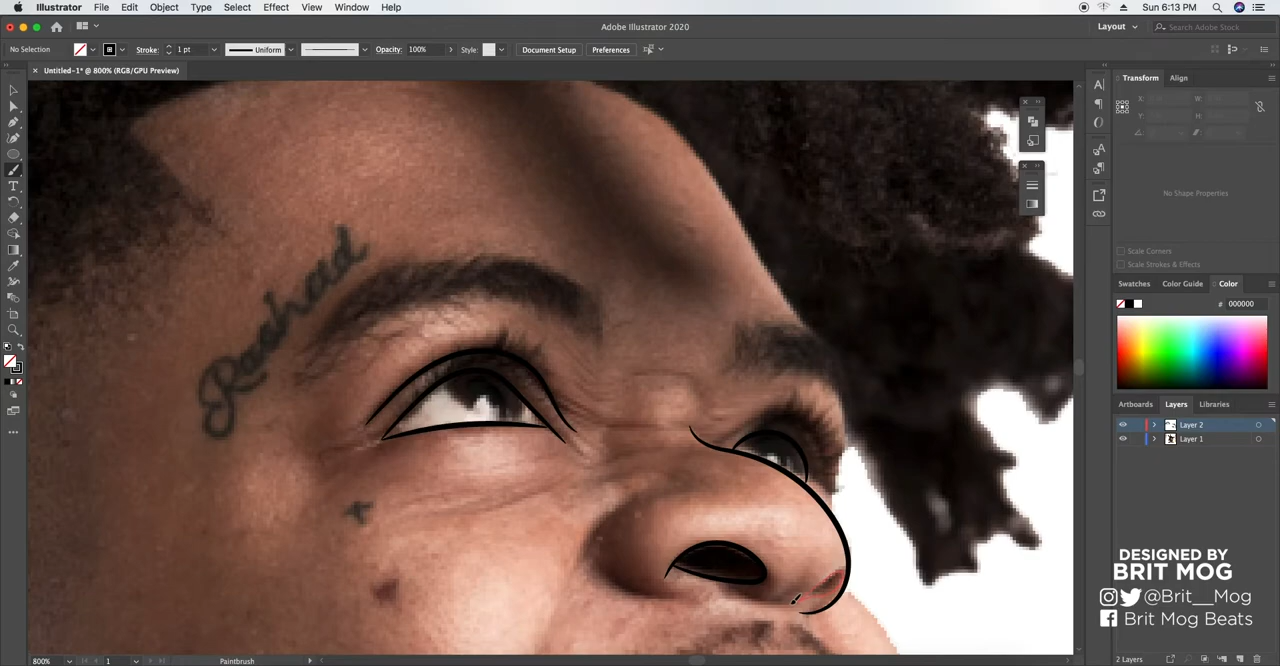 Illustrator File Edit Object Type Select Effect View Window Help
Sun 6:13 PM
Adobe Illustrator 2020
Layout
Search Adobe Help
No Selection
Stroke:
1 pt
Uniform
Opacity:
100%
Style:
Document Setup
Preferences
× Untitled-1* @ 800% (RGB/GPU Preview)
Transform Align
X: W:
Y: H:
No Shape Properties
Scale Corners
Scale Strokes & Effects
Swatches Color Guide Color
# 000000
Artboards Layers Libraries
Layer 2
Layer 1
Rashad
DESIGNED BY
BRIT MOG
@Brit__Mog
Brit Mog Beats
800%
1
Paintbrush
2 Layers